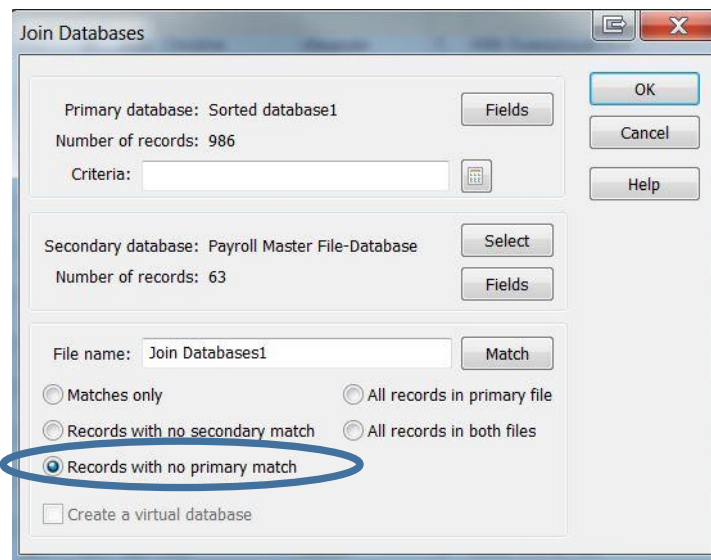 Join Databases
OK
Cancel
Help
Primary database: Sorted database1
Fields
Number of records: 986
Criteria:
Secondary database: Payroll Master File-Database
Select
Number of records: 63
Fields
File name: Join Databases1
Match
Matches only
All records in primary file
Records with no secondary match
All records in both files
Records with no primary match
Create a virtual database